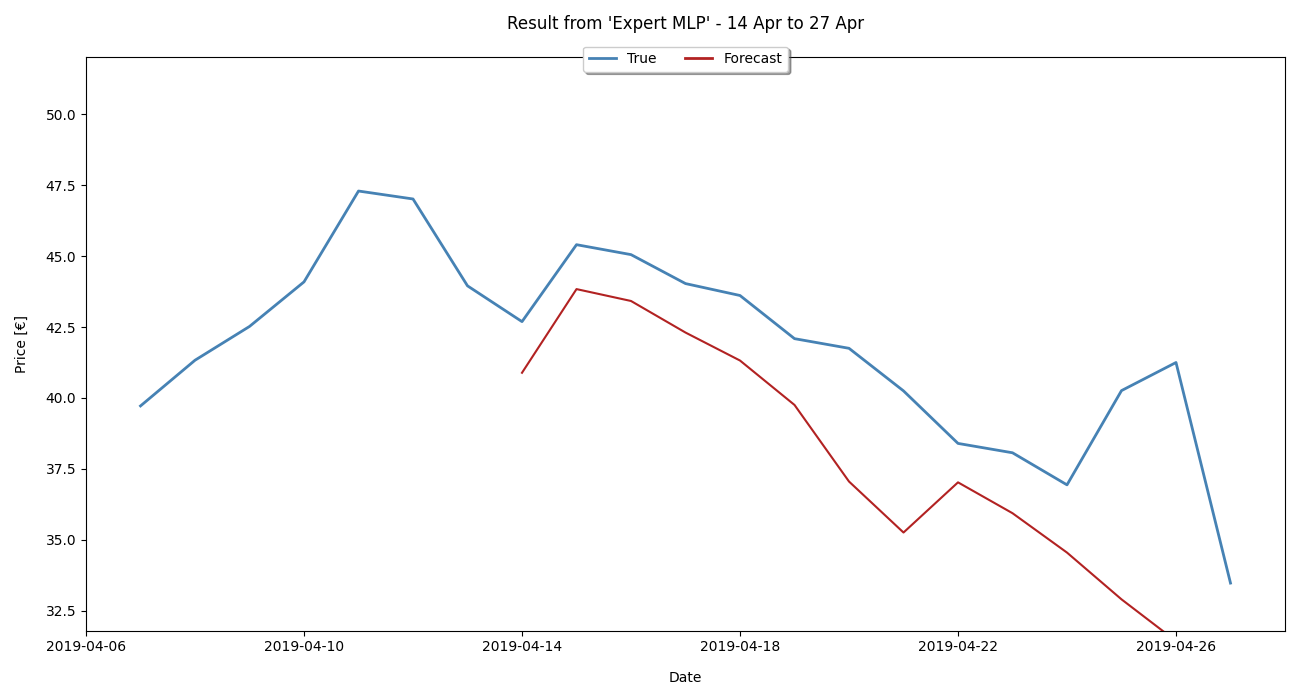 Result from 'Expert MLP' - 14 Apr to 27 Apr
True
Forecast
50.0
47.5
45.0
42.5
40.0
37.5
35.0
32.5
Price [€]
2019-04-06
2019-04-10
2019-04-14
2019-04-18
2019-04-22
2019-04-26
Date